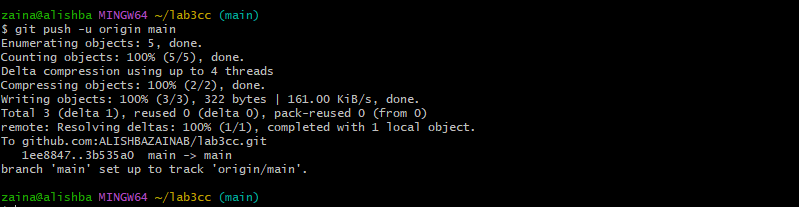 zaina@alishba MINGW64 ~/lab3cc (main)
$ git push -u origin main
Enumerating objects: 5, done.
Counting objects: 100% (5/5), done.
Delta compression using up to 4 threads
Compressing objects: 100% (2/2), done.
Writing objects: 100% (3/3), 322 bytes | 161.00 KiB/s, done.
Total 3 (delta 1), reused 0 (delta 0), pack-reused 0 (from 0)
remote: Resolving deltas: 100% (1/1), completed with 1 local object.
To github.com:ALISHBAZAINAB/lab3cc.git
   1ee8847..3b535a0  main -> main
branch 'main' set up to track 'origin/main'.

zaina@alishba MINGW64 ~/lab3cc (main)